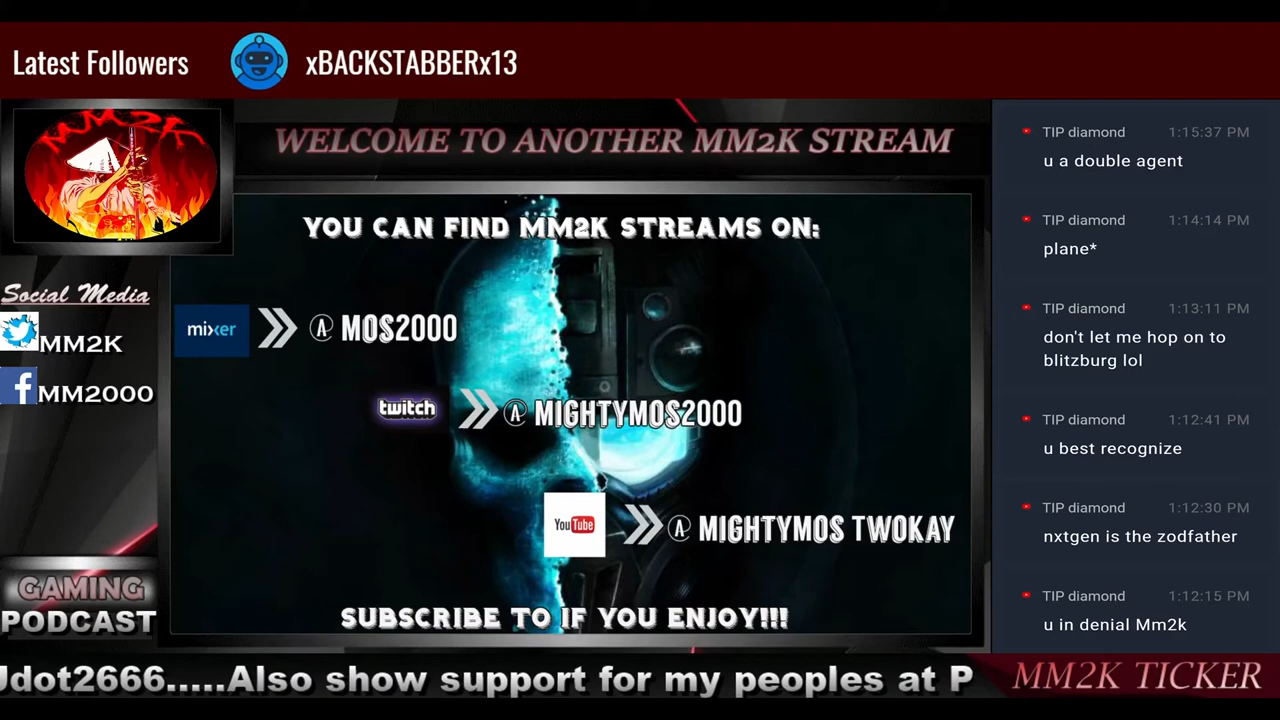 Latest Followers
xBACKSTABBERx13
MM2K
WELCOME TO ANOTHER MM2K STREAM
YOU CAN FIND MM2K STREAMS ON:
mixer
@ MOS2000
twitch
@ MIGHTYMOS2000
YouTube
@ MIGHTYMOS TWOKAY
SUBSCRIBE TO IF YOU ENJOY!!!
Social Media
MM2K
f MM2000
GAMING
PODCAST
TIP diamond 1:15:37 PM
u a double agent
TIP diamond 1:14:14 PM
plane*
TIP diamond 1:13:11 PM
don't let me hop on to
blitzburg lol
TIP diamond 1:12:41 PM
u best recognize
TIP diamond 1:12:30 PM
nxtgen is the zodfather
TIP diamond 1:12:15 PM
u in denial Mm2k
Jdot2666.....Also show support for my peoples at P
MM2K TICKER